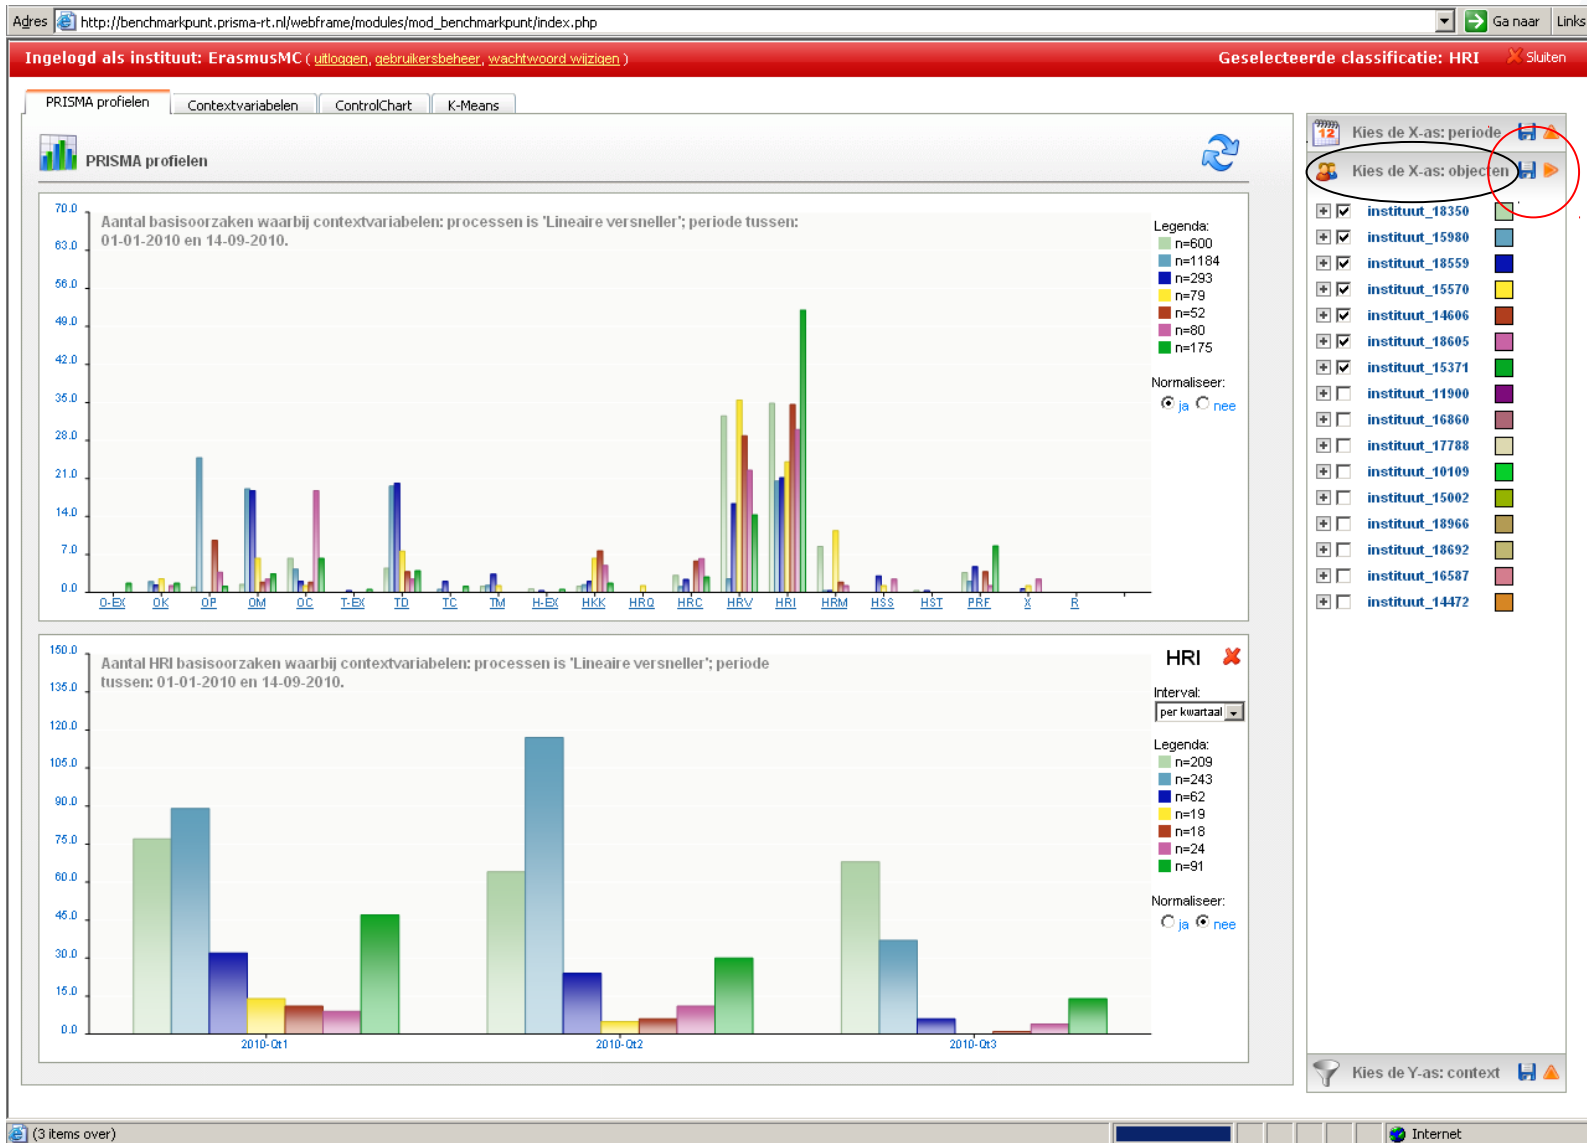 Adres http://benchmarkpunt.prisma-rt.nl/webframe/modules/mod_benchmarkpunt/index.php Ga naar Links
Ingelogd als instituut: ErasmusMC ( uitloggen, gebruikersbeheer, wachtwoord wijzigen ) Geselecteerde classificatie: HRI Sluiten
PRISMA profielen Contextvariabelen ControlChart K-Means
PRISMA profielen
70.0
63.0
56.0
49.0
42.0
35.0
28.0
21.0
14.0
7.0
0.0
Aantal basisoorzaken waarbij contextvariabelen: processen is 'Lineaire versneller'; periode tussen:
01-01-2010 en 14-09-2010.
Legenda:
n=600
n=1184
n=293
n=79
n=52
n=80
n=175
Normaliseer:
ja nee
O-EX OK OP OM OC T-EX TD TC TM H-EX HKK HRQ HRC HRV HRI HRM HSS HST PRF X R
150.0
135.0
120.0
105.0
90.0
75.0
60.0
45.0
30.0
15.0
0.0
Aantal HRI basisoorzaken waarbij contextvariabelen: processen is 'Lineaire versneller'; periode
tussen: 01-01-2010 en 14-09-2010.
HRI
Interval:
per kwartaal
Legenda:
n=209
n=243
n=62
n=19
n=18
n=24
n=91
Normaliseer:
ja nee
2010-Qt1 2010-Qt2 2010-Qt3
12 Kies de X-as: periode
Kies de X-as: objecten
instituut_18350
instituut_15980
instituut_18559
instituut_15570
instituut_14606
instituut_18605
instituut_15371
instituut_11900
instituut_16860
instituut_17788
instituut_10109
instituut_15002
instituut_18966
instituut_18692
instituut_16587
instituut_14472
Kies de Y-as: context
(3 items over) Internet